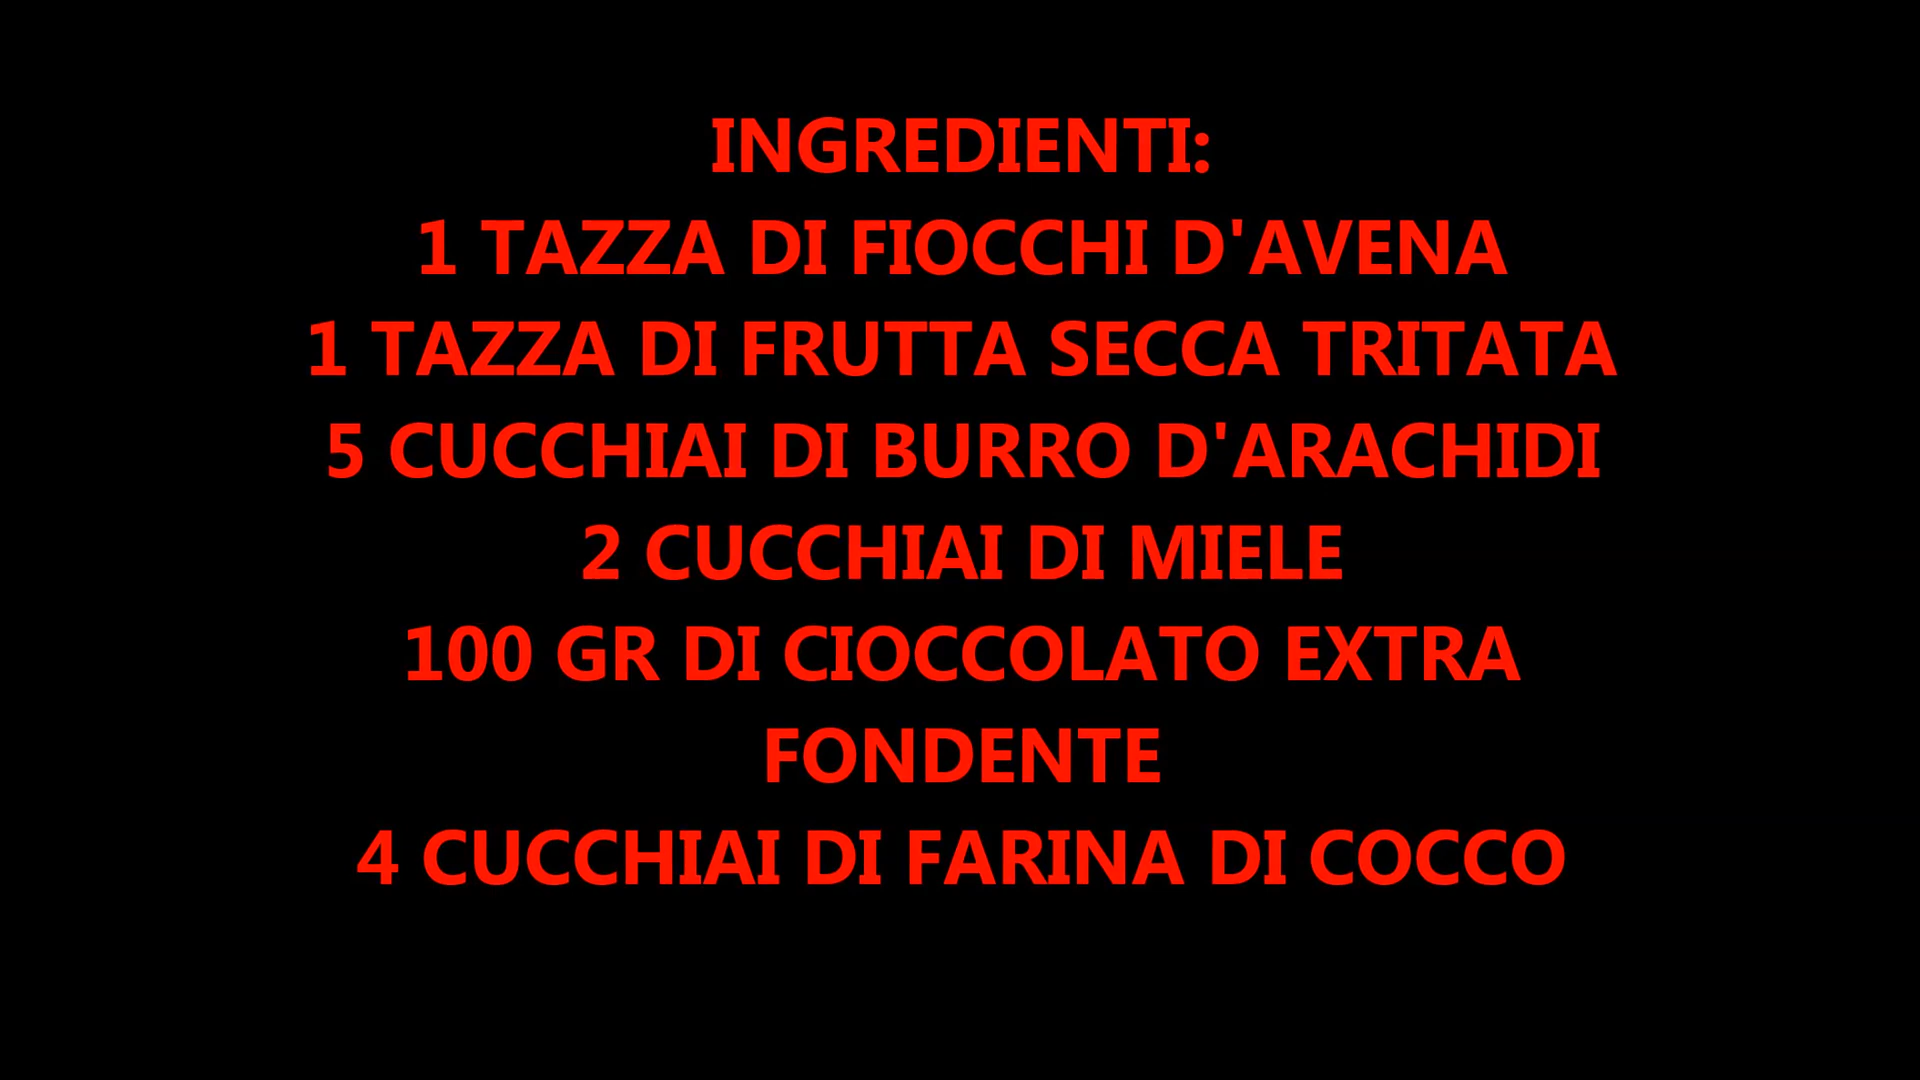 INGREDIENTI:
1 TAZZA DI FIOCCHI D'AVENA
1 TAZZA DI FRUTTA SECCA TRITATA
5 CUCCHIAI DI BURRO D'ARACHIDI
2 CUCCHIAI DI MIELE
100 GR DI CIOCCOLATO EXTRA
FONDENTE
4 CUCCHIAI DI FARINA DI COCCO